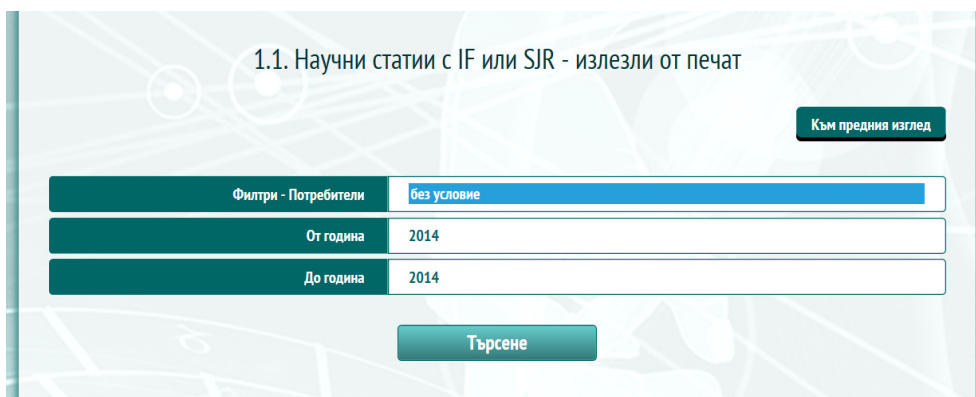 1.1. Научни статии с IF или SJR - излезли от печат
Към предния изглед
Филтри - Потребители без условие
От година 2014
До година 2014
Търсене